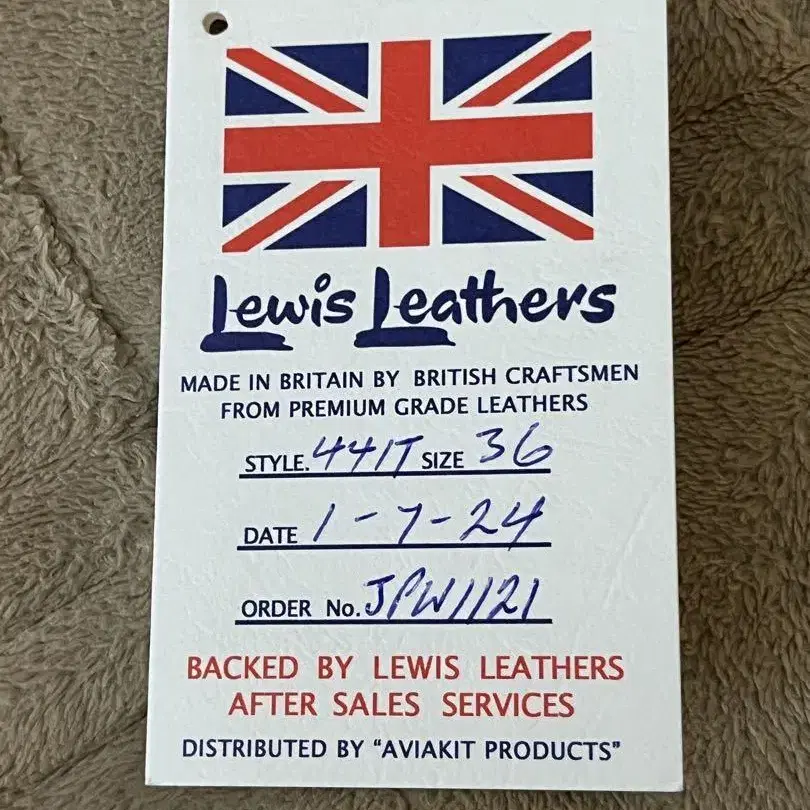 Lewis Leathers
MADE IN BRITAIN BY BRITISH CRAFTSMEN
FROM PREMIUM GRADE LEATHERS
STYLE. 441T SIZE 36
DATE 1-7-24
ORDER No. JPW1121
BACKED BY LEWIS LEATHERS
AFTER SALES SERVICES
DISTRIBUTED BY "AVIAKIT PRODUCTS"